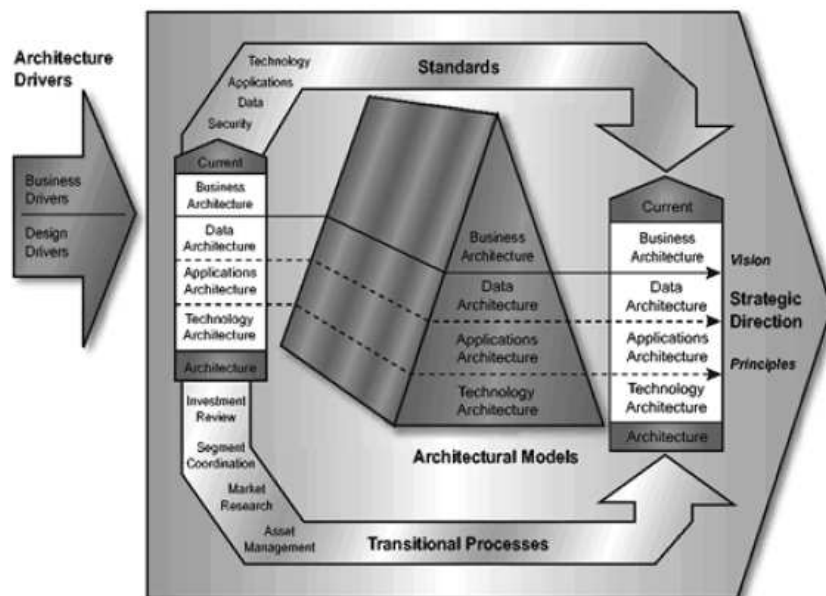 Architecture
Drivers
Business
Drivers
Design
Drivers
Technology
Applications
Data
Security
Standards
Current
Business
Architecture
Data
Architecture
Applications
Architecture
Technology
Architecture
Architecture
Investment
Review
Segment
Coordination
Market
Research
Asset
Management
Transitional Processes
Business
Architecture
Data
Architecture
Applications
Architecture
Technology
Architecture
Architectural Models
Current
Business
Architecture
Data
Architecture
Applications
Architecture
Technology
Architecture
Architecture
Vision
Strategic
Direction
Principles